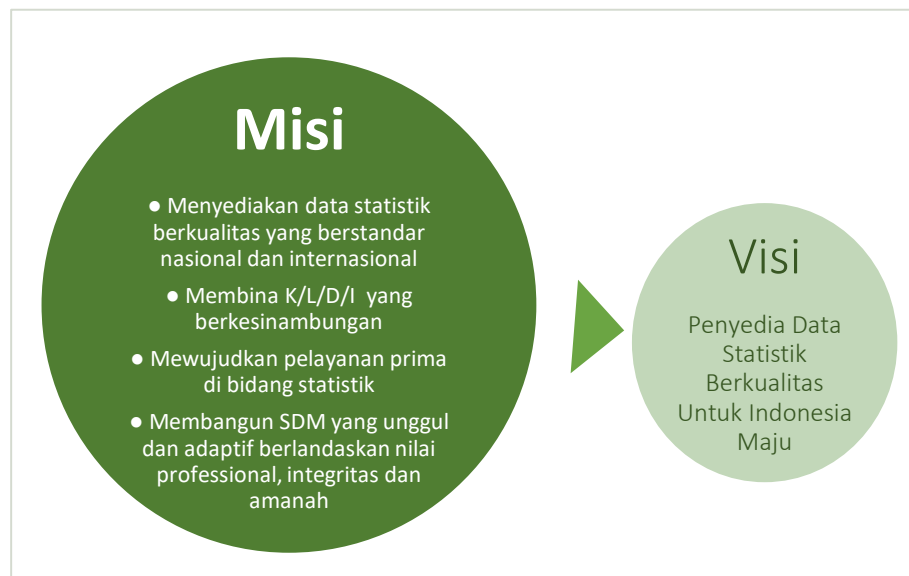 Misi
● Menyediakan data statistik
berkualitas yang berstandar
nasional dan internasional
● Membina K/L/D/I yang
berkesinambungan
● Mewujudkan pelayanan prima
di bidang statistik
● Membangun SDM yang unggul
dan adaptif berlandaskan nilai
professional, integritas dan
amanah
Visi
Penyedia Data
Statistik
Berkualitas
Untuk Indonesia
Maju